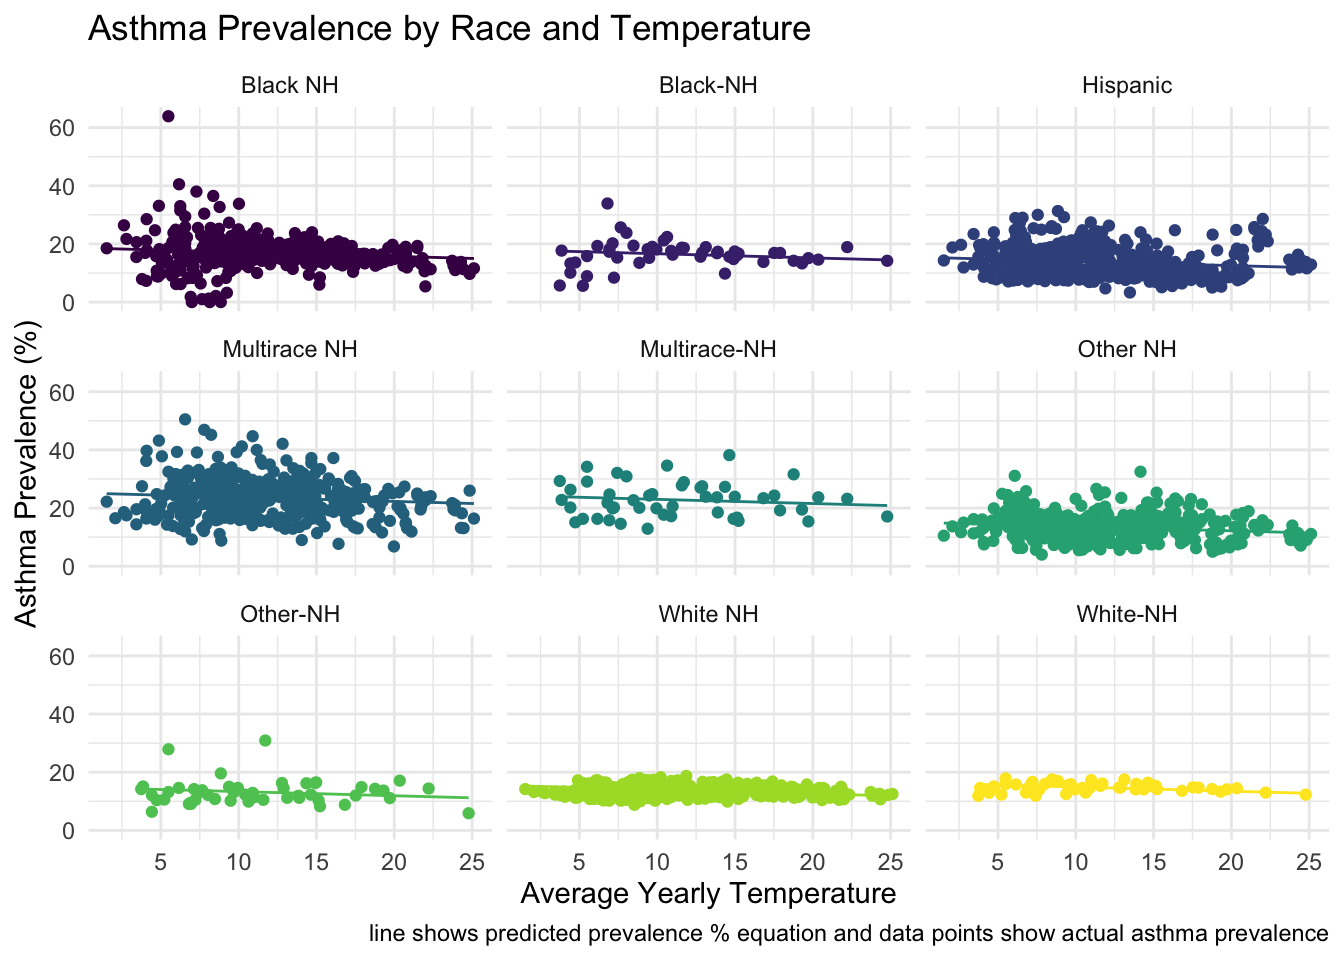 Asthma Prevalence by Race and Temperature
Black NH
Black-NH
Hispanic
60
40
20
0
Multirace NH
Multirace-NH
Other NH
60
40
20
0
Asthma Prevalence (%)
Other-NH
White NH
White-NH
60
40
20
0
5 10 15 20 25
5 10 15 20 25
5 10 15 20 25
Average Yearly Temperature
line shows predicted prevalence % equation and data points show actual asthma prevalence